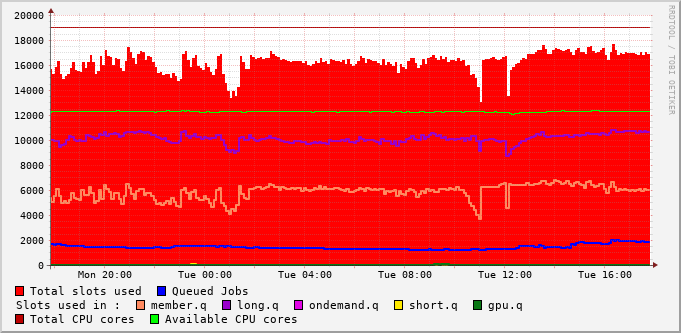 RRDTOOL / TOBI OETIKER
20000
18000
16000
14000
12000
10000
8000
6000
4000
2000
0
Mon 20:00 Tue 00:00 Tue 04:00 Tue 08:00 Tue 12:00 Tue 16:00
Total slots used Queued Jobs
Slots used in : member.q long.q ondemand.q short.q gpu.q
Total CPU cores Available CPU cores